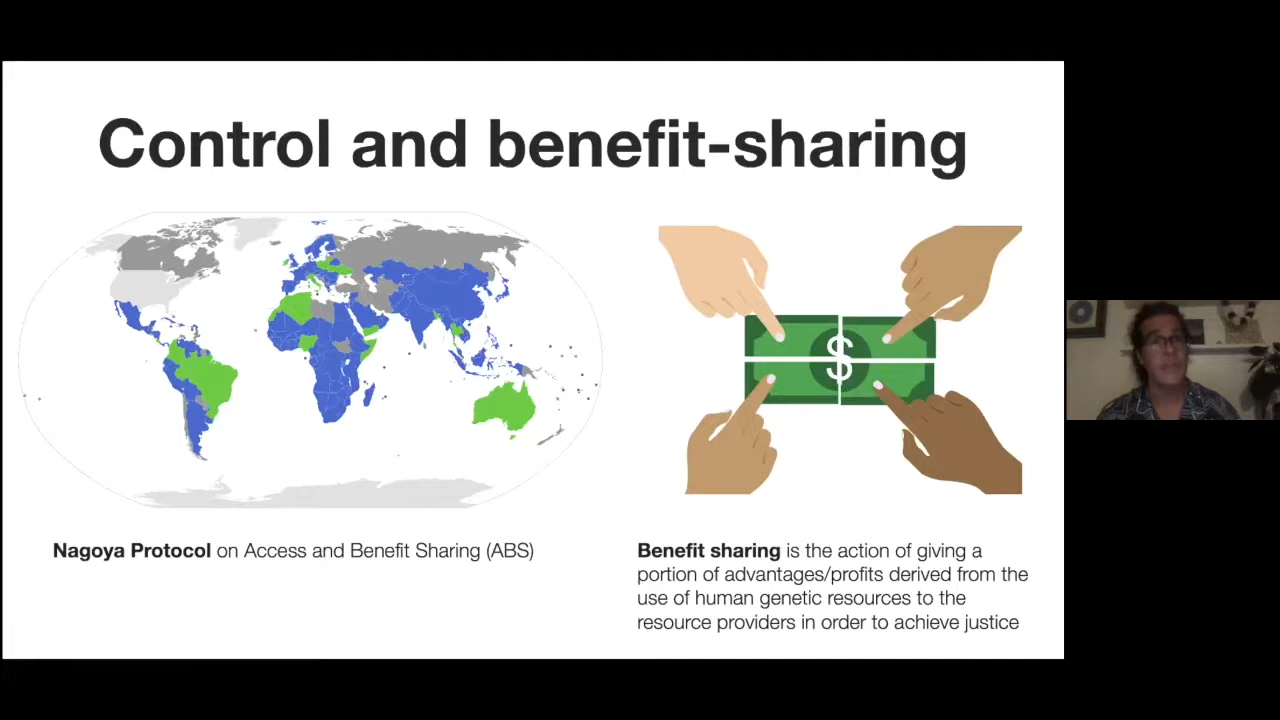 Control and benefit-sharing
$
Nagoya Protocol on Access and Benefit Sharing (ABS)
Benefit sharing is the action of giving a
portion of advantages/profits derived from the
use of human genetic resources to the
resource providers in order to achieve justice